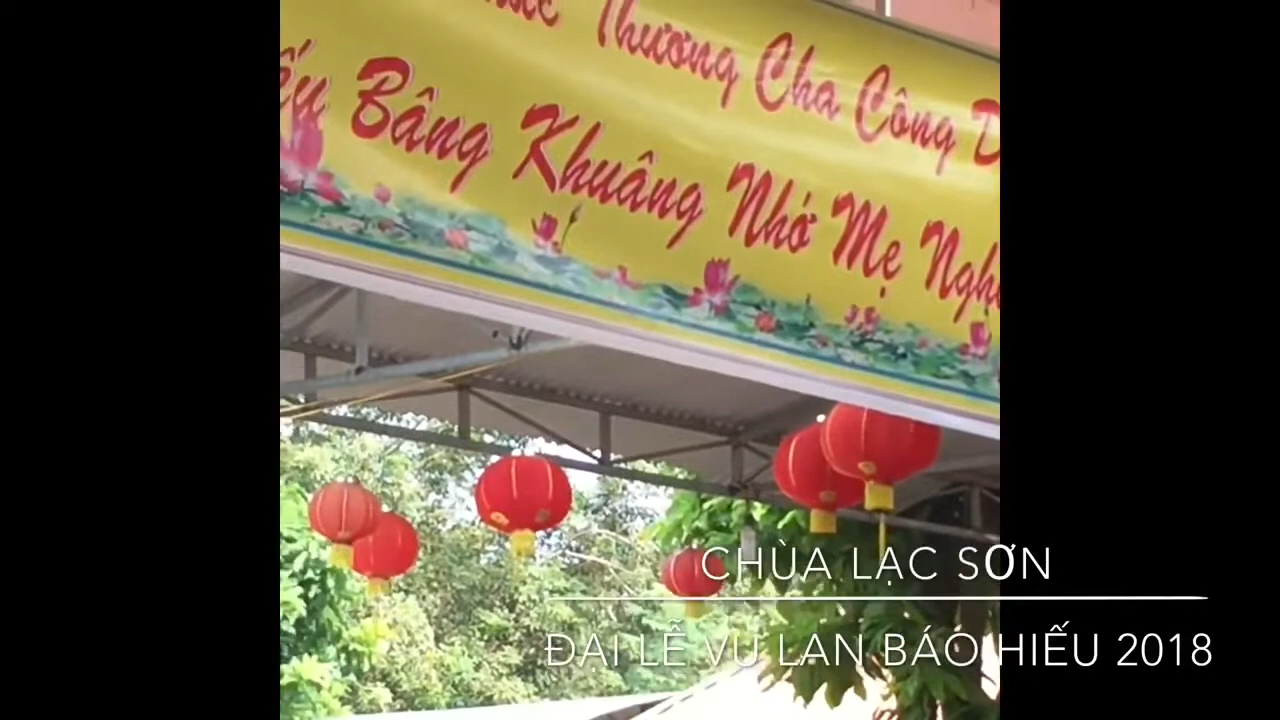 Thương Cha Công
Bâng Khuâng Nhớ Mẹ
CHÙA LẠC SƠN
ĐẠI LỄ VU LAN BÁO HIẾU 2018